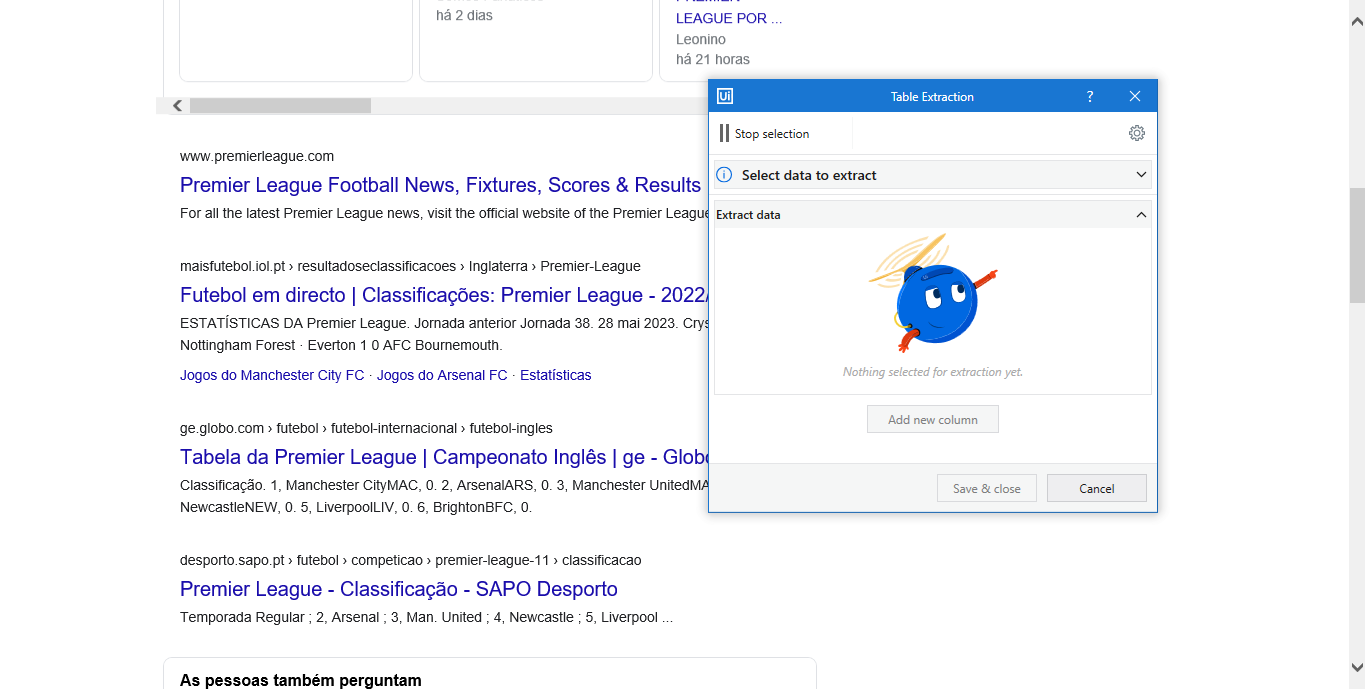 há 2 dias
LEAGUE POR ...
Leonino
há 21 horas
Ui
Table Extraction
?
Stop selection
Select data to extract
Extract data
Nothing selected for extraction yet.
Add new column
Save & close
Cancel
www.premierleague.com
Premier League Football News, Fixtures, Scores & Results
For all the latest Premier League news, visit the official website of the Premier League
maisfutebol.iol.pt › resultadoseclassificacoes › Inglaterra › Premier-League
Futebol em directo | Classificações: Premier League - 2022/
ESTATÍSTICAS DA Premier League. Jornada anterior Jornada 38. 28 mai 2023. Crys
Nottingham Forest · Everton 1 0 AFC Bournemouth.
Jogos do Manchester City FC · Jogos do Arsenal FC · Estatísticas
ge.globo.com › futebol › futebol-internacional › futebol-ingles
Tabela da Premier League | Campeonato Inglês | ge - Globo
Classificação. 1, Manchester CityMAC, 0. 2, ArsenalARS, 0. 3, Manchester UnitedMA
NewcastleNEW, 0. 5, LiverpoolLIV, 0. 6, BrightonBFC, 0.
desporto.sapo.pt › futebol › competicao › premier-league-11 › classificacao
Premier League - Classificação - SAPO Desporto
Temporada Regular ; 2, Arsenal ; 3, Man. United ; 4, Newcastle ; 5, Liverpool ...
As pessoas também perguntam